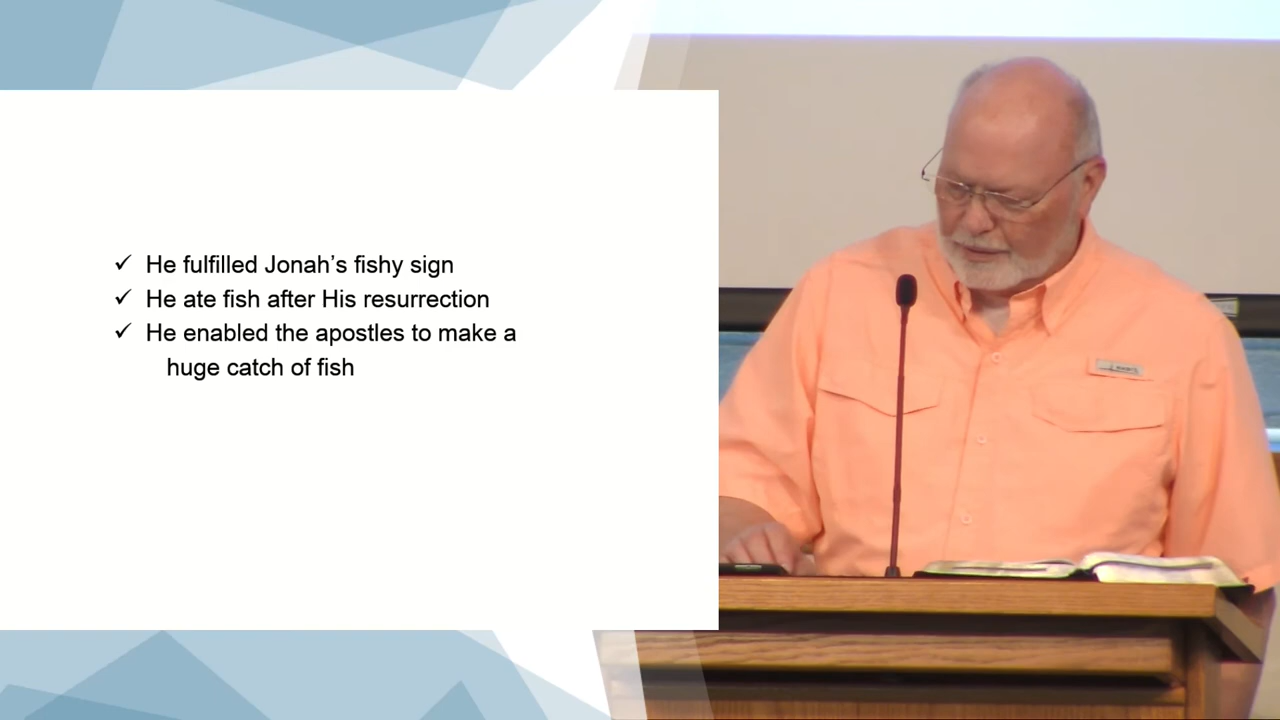 ✓ He fulfilled Jonah’s fishy sign
✓ He ate fish after His resurrection
✓ He enabled the apostles to make a
huge catch of fish